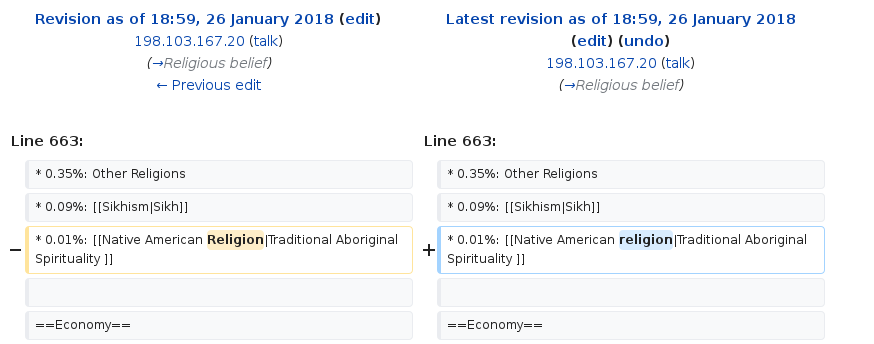 Revision as of 18:59, 26 January 2018 (edit)
198.103.167.20 (talk)
(→Religious belief)
← Previous edit
Latest revision as of 18:59, 26 January 2018
(edit) (undo)
198.103.167.20 (talk)
(→Religious belief)
Line 663:
* 0.35%: Other Religions
* 0.09%: [[Sikhism|Sikh]]
− * 0.01%: [[Native American Religion|Traditional Aboriginal
Spirituality ]]
==Economy==
Line 663:
* 0.35%: Other Religions
* 0.09%: [[Sikhism|Sikh]]
+ * 0.01%: [[Native American religion|Traditional Aboriginal
Spirituality ]]
==Economy==